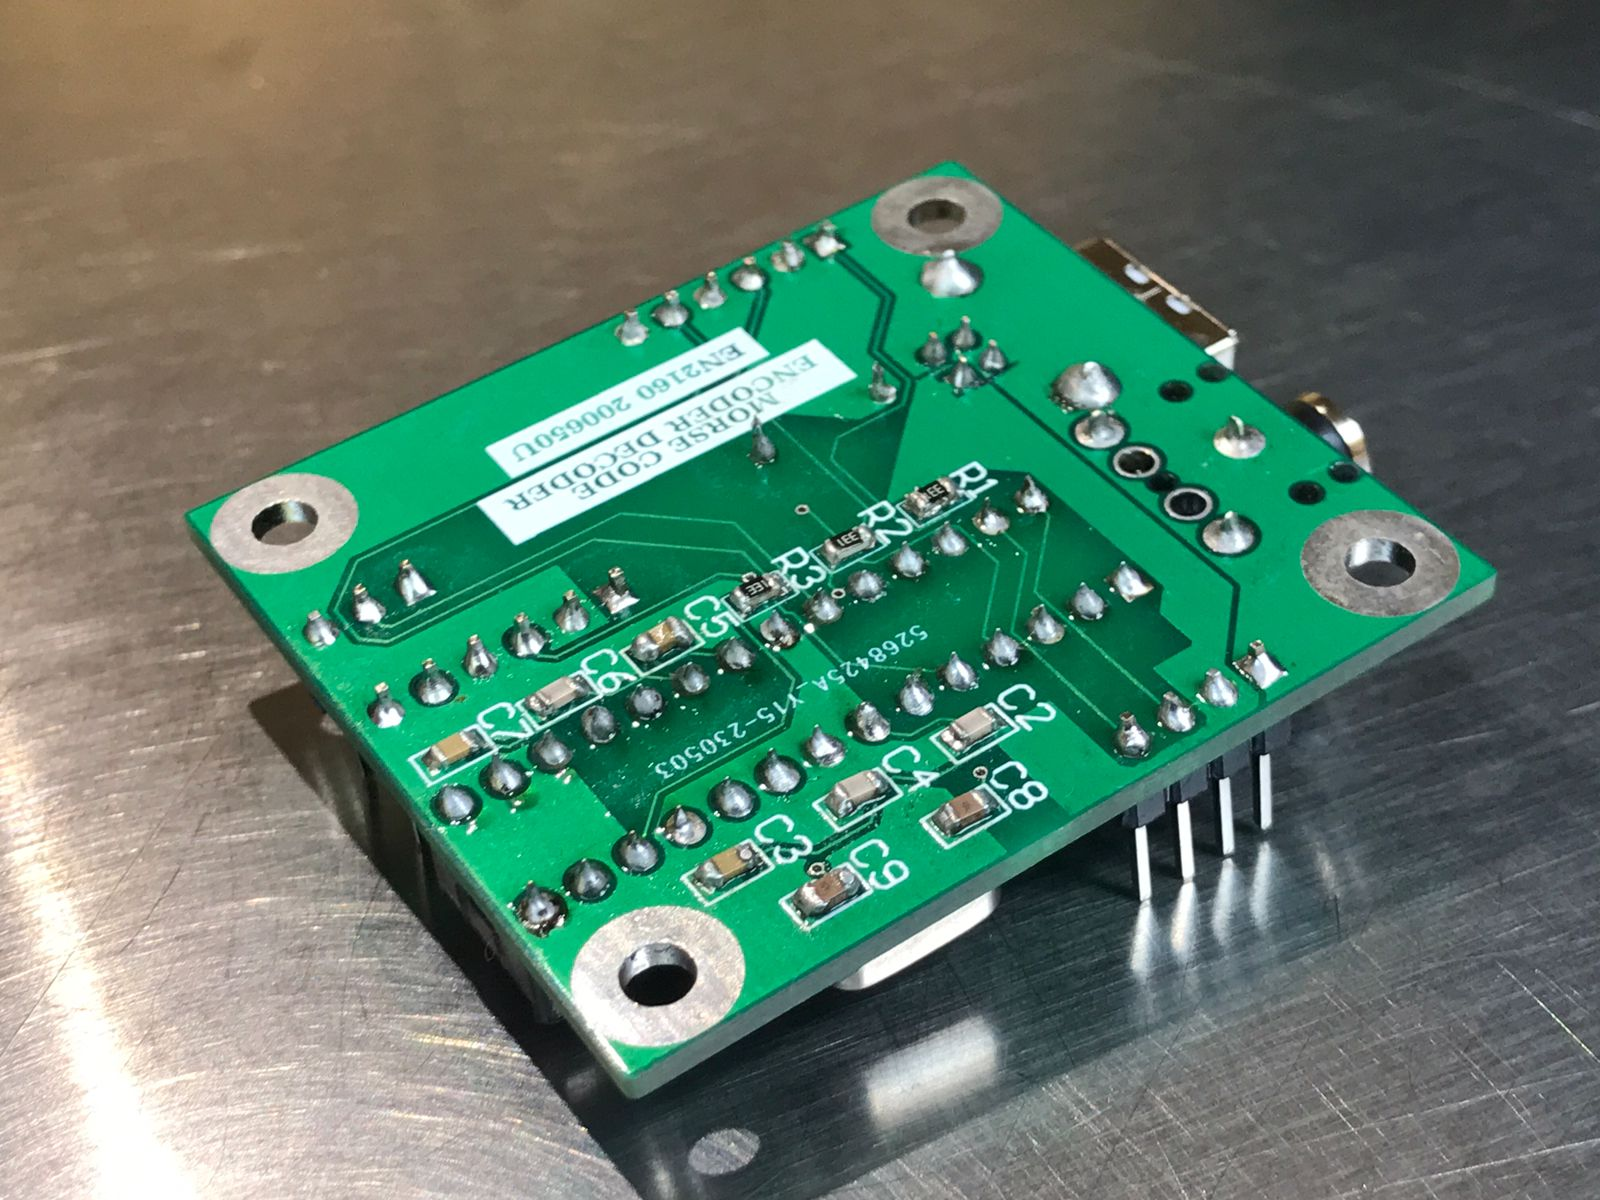 EN2160 200650U
MORSE CODE
ENCODER DECODER
R1
R2
R3
C5
C6
C7
5268425A_Y15-230503
C2
C4
C8
C3
C9